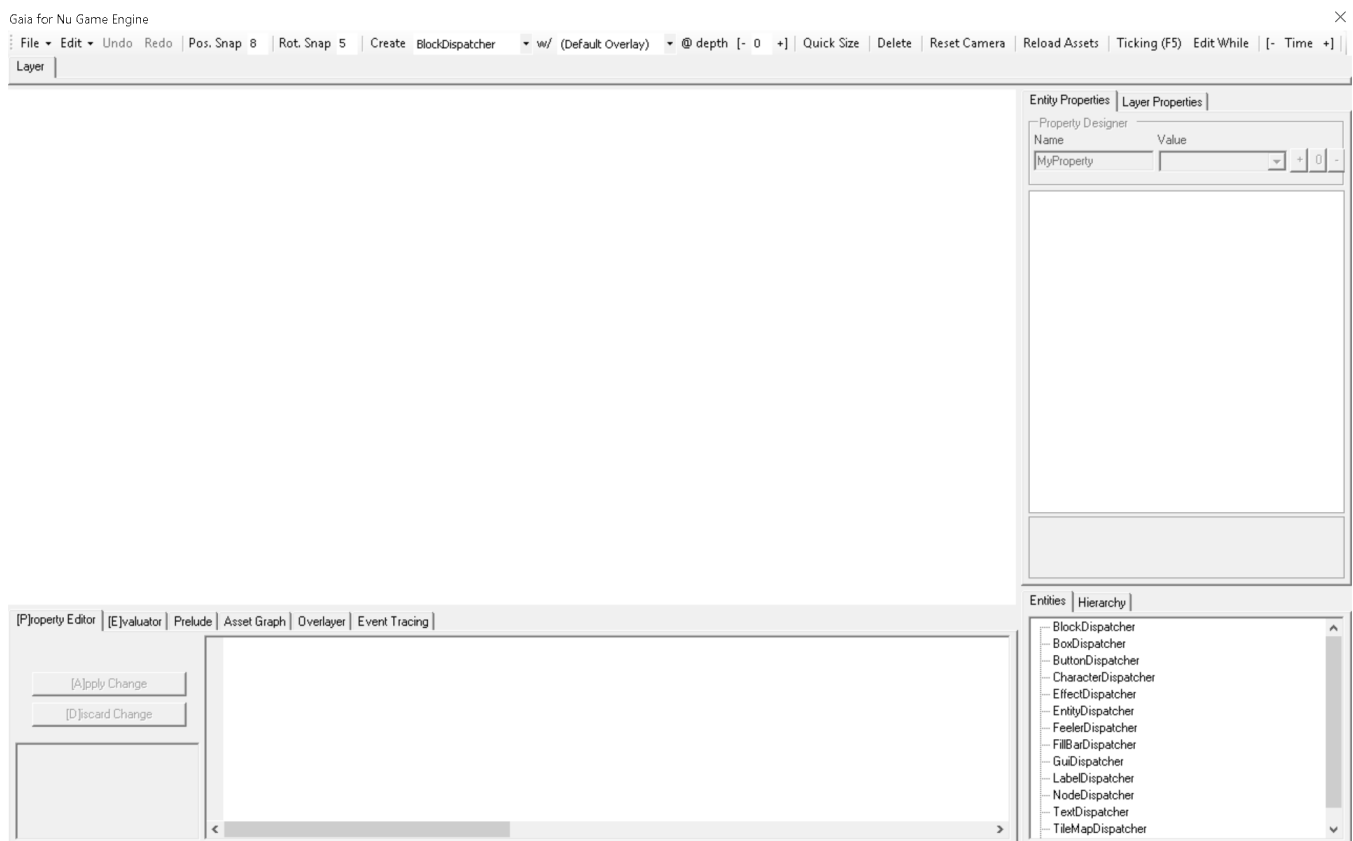 Gaia for Nu Game Engine
File Edit Undo Redo Pos. Snap 8 Rot. Snap 5 Create BlockDispatcher w/ (Default Overlay) @ depth [- 0 +] Quick Size Delete Reset Camera Reload Assets Ticking (F5) Edit While [- Time +]
Layer
Entity Properties Layer Properties
Property Designer
Name Value
MyProperty + 0 -
[P]roperty Editor [E]valuator Prelude Asset Graph Overlayer Event Tracing
[A]pply Change
[D]iscard Change
Entities Hierarchy
BlockDispatcher
BoxDispatcher
ButtonDispatcher
CharacterDispatcher
EffectDispatcher
EntityDispatcher
FeelerDispatcher
FillBarDispatcher
GuiDispatcher
LabelDispatcher
NodeDispatcher
TextDispatcher
TileMapDispatcher